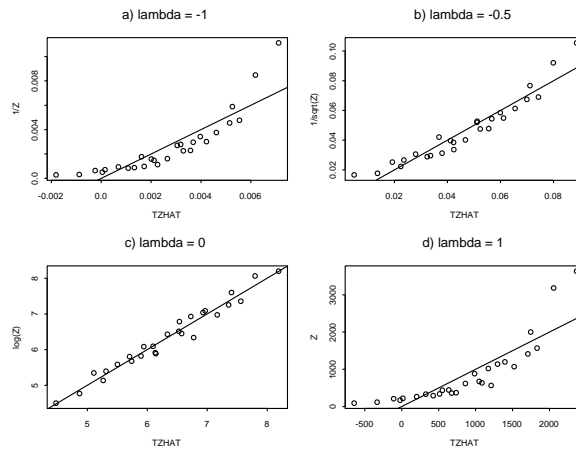 a) lambda = -1
1/Z
0.0 0.004 0.008
0.0 0.002 0.004 0.006
TZHAT
b) lambda = -0.5
1/sqrt(Z)
0.02 0.04 0.06 0.08 0.10
0.02 0.04 0.06 0.08
TZHAT
c) lambda = 0
log(Z)
5 6 7 8
5 6 7 8
TZHAT
d) lambda = 1
Z
0 1000 2000 3000
-500 0 500 1000 1500 2000
TZHAT